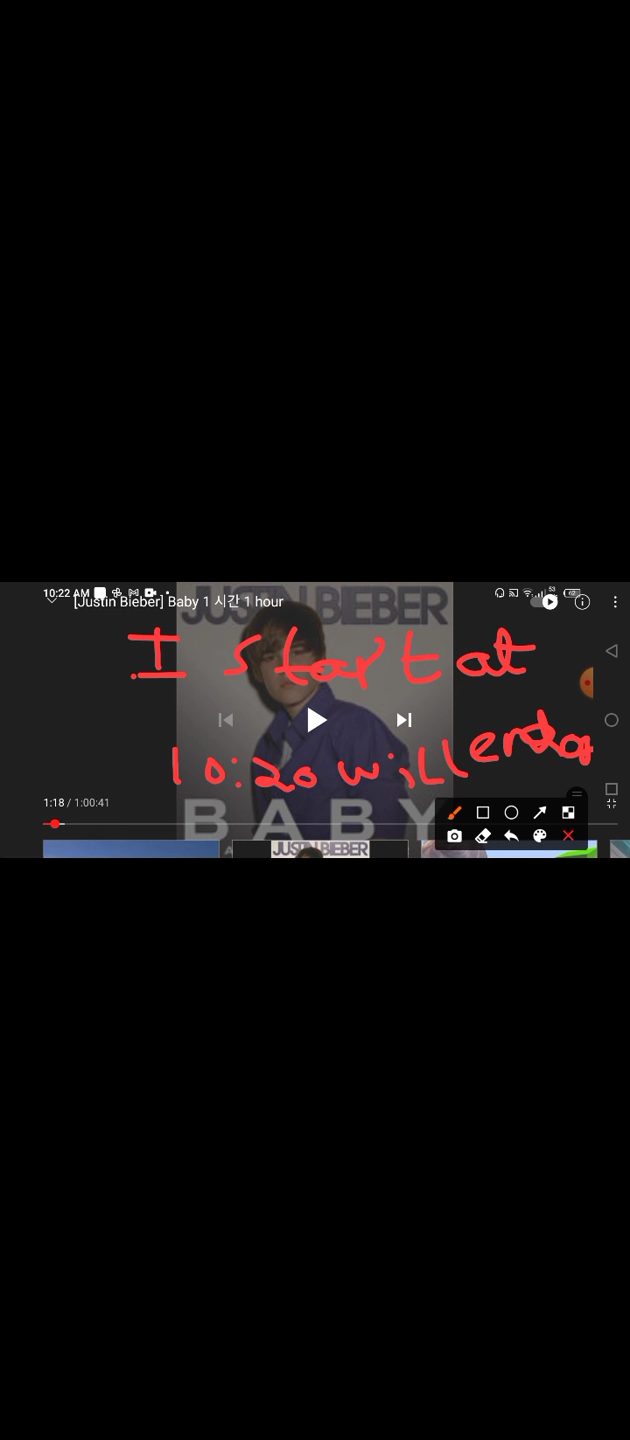 10:22 AM
53
[Justin Bieber] Baby 1 시간 1 hour
JUSTIN BIEBER
I start at
10:20 will end a
1:18 / 1:00:41
BABY
JUSTIN BIEBER